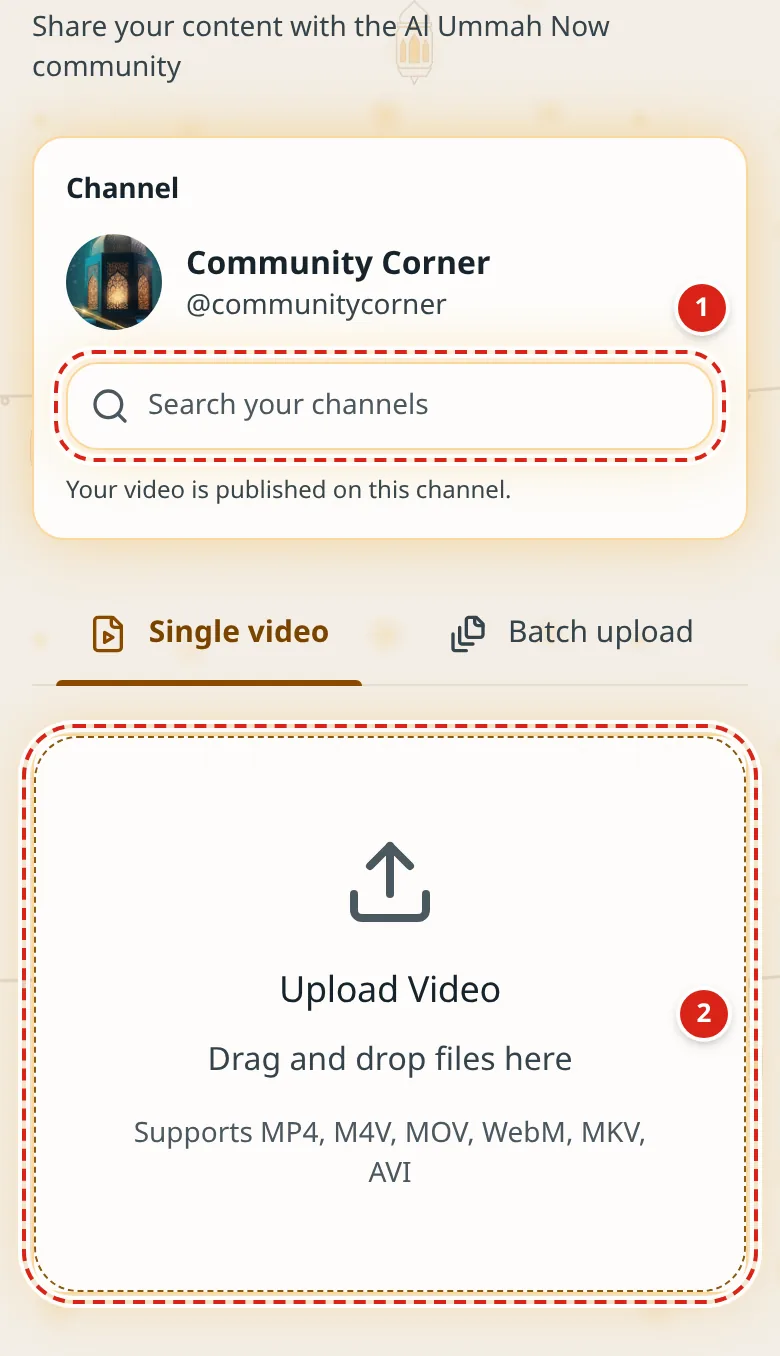 Share your content with the Al Ummah Now
community
Channel
Community Corner
@communitycorner
1
Search your channels
Your video is published on this channel.
Single video
Batch upload
Upload Video
2
Drag and drop files here
Supports MP4, M4V, MOV, WebM, MKV,
AVI